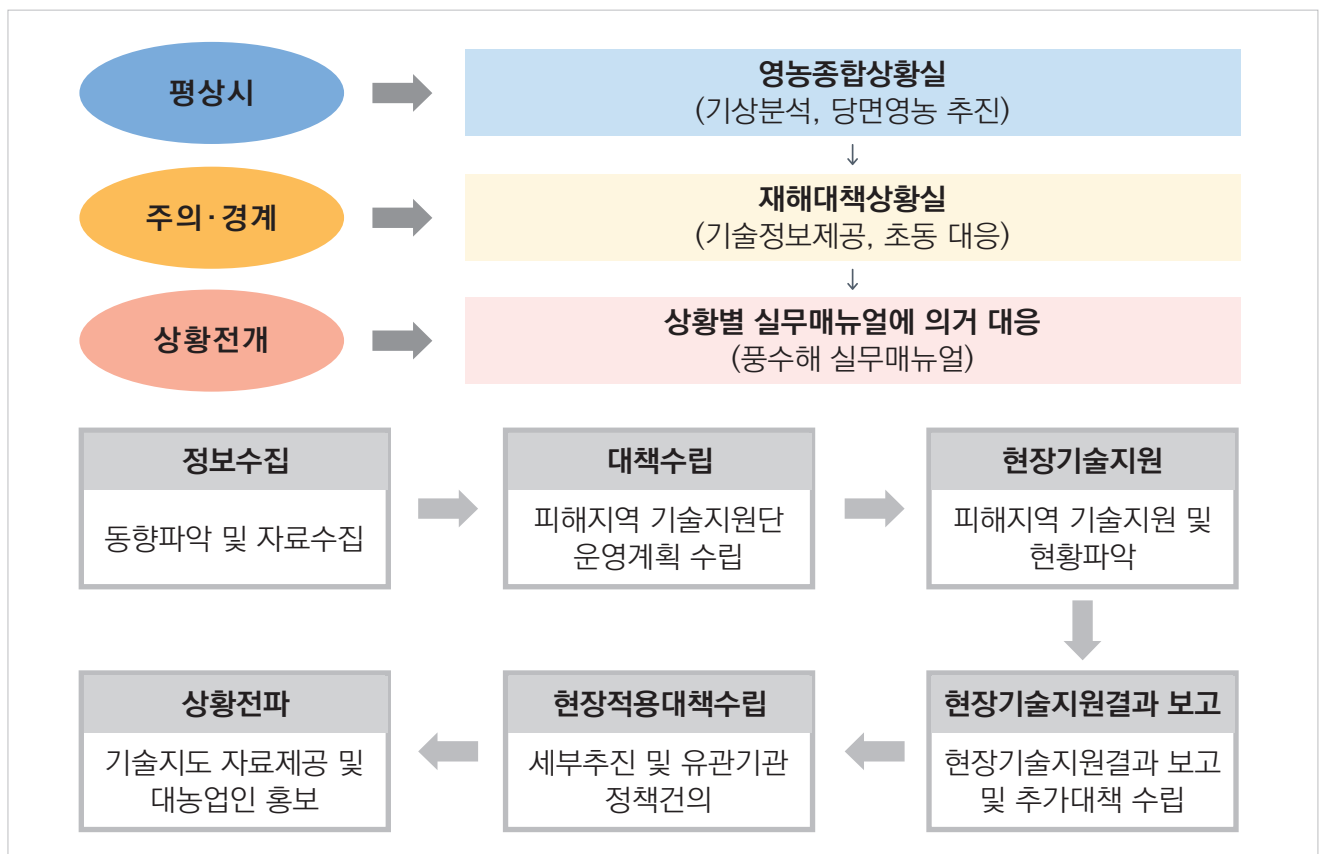 평상시
영농종합상황실
(기상분석, 당면영농 추진)
↓
주의·경계
재해대책상황실
(기술정보제공, 초동 대응)
↓
상황전개
상황별 실무매뉴얼에 의거 대응
(풍수해 실무매뉴얼)
정보수집
동향파악 및 자료수집
대책수립
피해지역 기술지원단
운영계획 수립
현장기술지원
피해지역 기술지원 및
현황파악
현장기술지원결과 보고
현장기술지원결과 보고
및 추가대책 수립
현장적용대책수립
세부추진 및 유관기관
정책건의
상황전파
기술지도 자료제공 및
대농업인 홍보